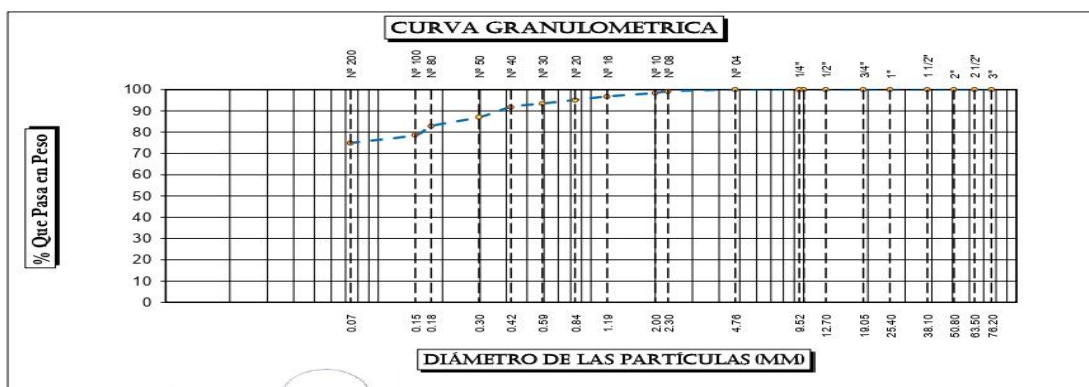 CURVA GRANULOMETRICA
Nº 200 Nº 100 Nº 80 Nº 50 Nº 40 Nº 30 Nº 20 Nº 16 Nº 10 Nº 08 Nº 04 1/4" 1/2" 3/4" 1" 1 1/2" 2" 2 1/2" 3"
% Que Pasa en Peso
100
90
80
70
60
50
40
30
20
10
0
0.07 0.15 0.18 0.30 0.42 0.59 0.84 1.19 2.00 2.30 4.76 9.52 12.70 19.05 25.40 38.10 50.80 63.50 76.20
DIÁMETRO DE LAS PARTÍCULAS (MM)